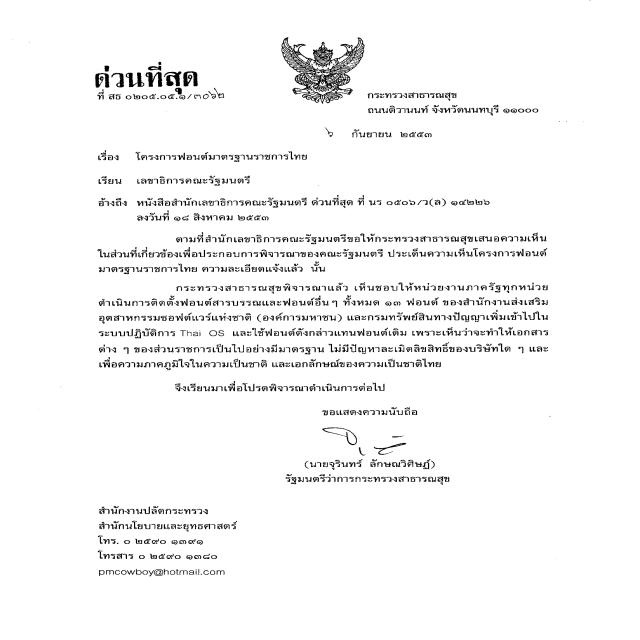 ด่วนที่สุด
ที่ สธ ๐๒๐๕.๐๕.๑/๓๐๖๒
กระทรวงสาธารณสุข
ถนนติวานนท์ จังหวัดนนทบุรี ๑๑๐๐๐
๖ กันยายน ๒๕๕๓
เรื่อง โครงการฟอนต์มาตรฐานราชการไทย
เรียน เลขาธิการคณะรัฐมนตรี
อ้างถึง หนังสือสำนักเลขาธิการคณะรัฐมนตรี ด่วนที่สุด ที่ นร ๐๕๐๖/ว(ล) ๑๔๒๒๖
ลงวันที่ ๑๘ สิงหาคม ๒๕๕๓
ตามที่สำนักเลขาธิการคณะรัฐมนตรีขอให้กระทรวงสาธารณสุขเสนอความเห็น
ในส่วนที่เกี่ยวข้องเพื่อประกอบการพิจารณาของคณะรัฐมนตรี ประเด็นความเห็นโครงการฟอนต์
มาตรฐานราชการไทย ความละเอียดแจ้งแล้ว นั้น
กระทรวงสาธารณสุขพิจารณาแล้ว เห็นชอบให้หน่วยงานภาครัฐทุกหน่วย
ดำเนินการติดตั้งฟอนต์สารบรรณและฟอนต์อื่นๆ ทั้งหมด ๑๓ ฟอนต์ ของสำนักงานส่งเสริม
อุตสาหกรรมซอฟต์แวร์แห่งชาติ (องค์การมหาชน) และกรมทรัพย์สินทางปัญญาเพิ่มเข้าไปใน
ระบบปฏิบัติการ Thai OS และใช้ฟอนต์ดังกล่าวแทนฟอนต์เดิม เพราะเห็นว่าจะทำให้เอกสาร
ต่าง ๆ ของส่วนราชการเป็นไปอย่างมีมาตรฐาน ไม่มีปัญหาละเมิดลิขสิทธิ์ของบริษัทใด ๆ และ
เพื่อความภาคภูมิใจในความเป็นชาติ และเอกลักษณ์ของความเป็นชาติไทย
จึงเรียนมาเพื่อโปรดพิจารณาดำเนินการต่อไป
ขอแสดงความนับถือ
(นายจุรินทร์ ลักษณวิศิษฏ์)
รัฐมนตรีว่าการกระทรวงสาธารณสุข
สำนักงานปลัดกระทรวง
สำนักนโยบายและยุทธศาสตร์
โทร. ๐ ๒๕๙๐ ๑๓๙๑
โทรสาร ๐ ๒๕๙๐ ๑๓๘๐
pmcowboy@hotmail.com